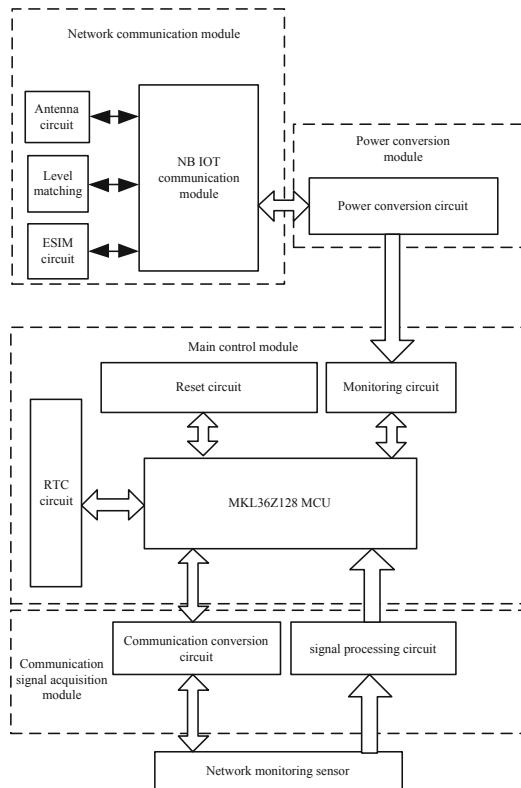 Network communication module
Antenna
circuit
Level
matching
ESIM
circuit
NB IOT
communication
module
Power conversion
module
Power conversion circuit
Main control module
Reset circuit
Monitoring circuit
RTC
circuit
MKL36Z128 MCU
Communication
signal acquisition
module
Communication conversion
circuit
signal processing circuit
Network monitoring sensor